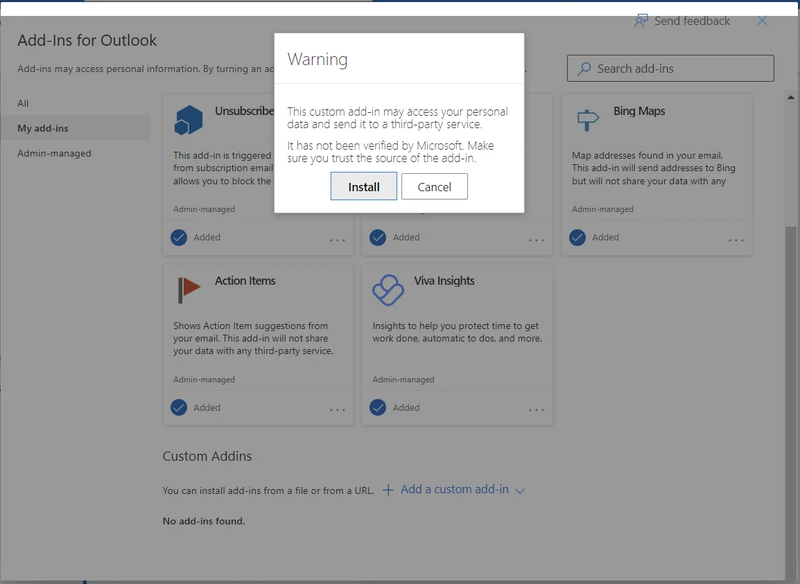 Send feedback
Add-Ins for Outlook
Add-ins may access personal information. By turning an
Search add-ins
Warning
This custom add-in may access your personal
data and send it to a third-party service.
It has not been verified by Microsoft. Make
sure you trust the source of the add-in.
Install
Cancel
All
My add-ins
Admin-managed
Unsubscribe
This add-in is triggered
from subscription email
allows you to block the
Admin-managed
Added
Added
Bing Maps
Map addresses found in your email.
This add-in will send addresses to Bing
but will not share your data with any
Admin-managed
Added
Action Items
Shows Action Item suggestions from
your email. This add-in will not share
your data with any third-party service.
Admin-managed
Added
Viva Insights
Insights to help you protect time to get
work done, automatic to dos, and more.
Admin-managed
Added
Custom Addins
You can install add-ins from a file or from a URL.
Add a custom add-in
No add-ins found.